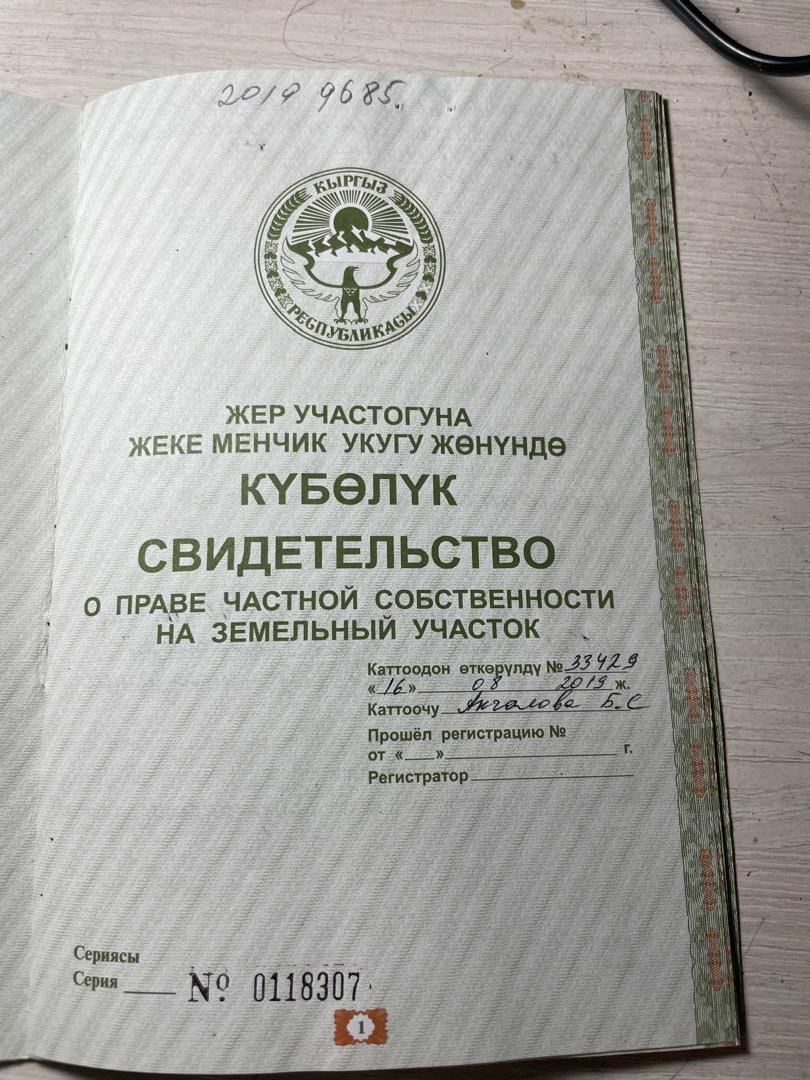 2019 9685.
КЫРГЫЗ
РЕСПУБЛИКАСЫ
ЖЕР УЧАСТОГУНА
ЖЕКЕ МЕНЧИК УКУГУ ЖӨНҮНДӨ
КҮБӨЛҮК
СВИДЕТЕЛЬСТВО
О ПРАВЕ ЧАСТНОЙ СОБСТВЕННОСТИ
НА ЗЕМЕЛЬНЫЙ УЧАСТОК
Каттоодон өткөрүлдү № 33429
« 16 » 08 2019 ж.
Каттоочу Б.С
Прошёл регистрацию №
от « » г.
Регистратор
Сериясы
Серия № 0118307
1